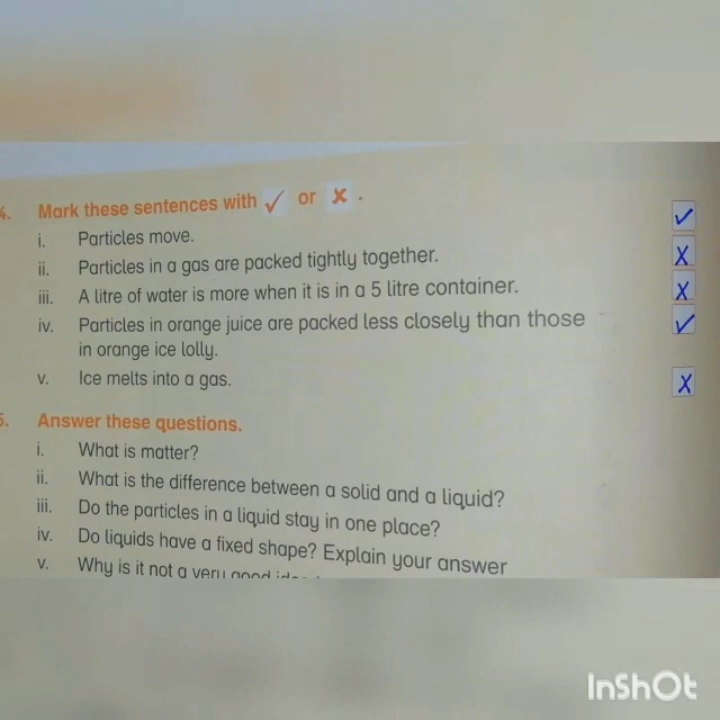 4. Mark these sentences with ✓ or ✗ .
i. Particles move. ✓
ii. Particles in a gas are packed tightly together. ✗
iii. A litre of water is more when it is in a 5 litre container. ✗
iv. Particles in orange juice are packed less closely than those ✓
in orange ice lolly.
v. Ice melts into a gas. ✗
5. Answer these questions.
i. What is matter?
ii. What is the difference between a solid and a liquid?
iii. Do the particles in a liquid stay in one place?
iv. Do liquids have a fixed shape? Explain your answer
v. Why is it not a very good
InShOt